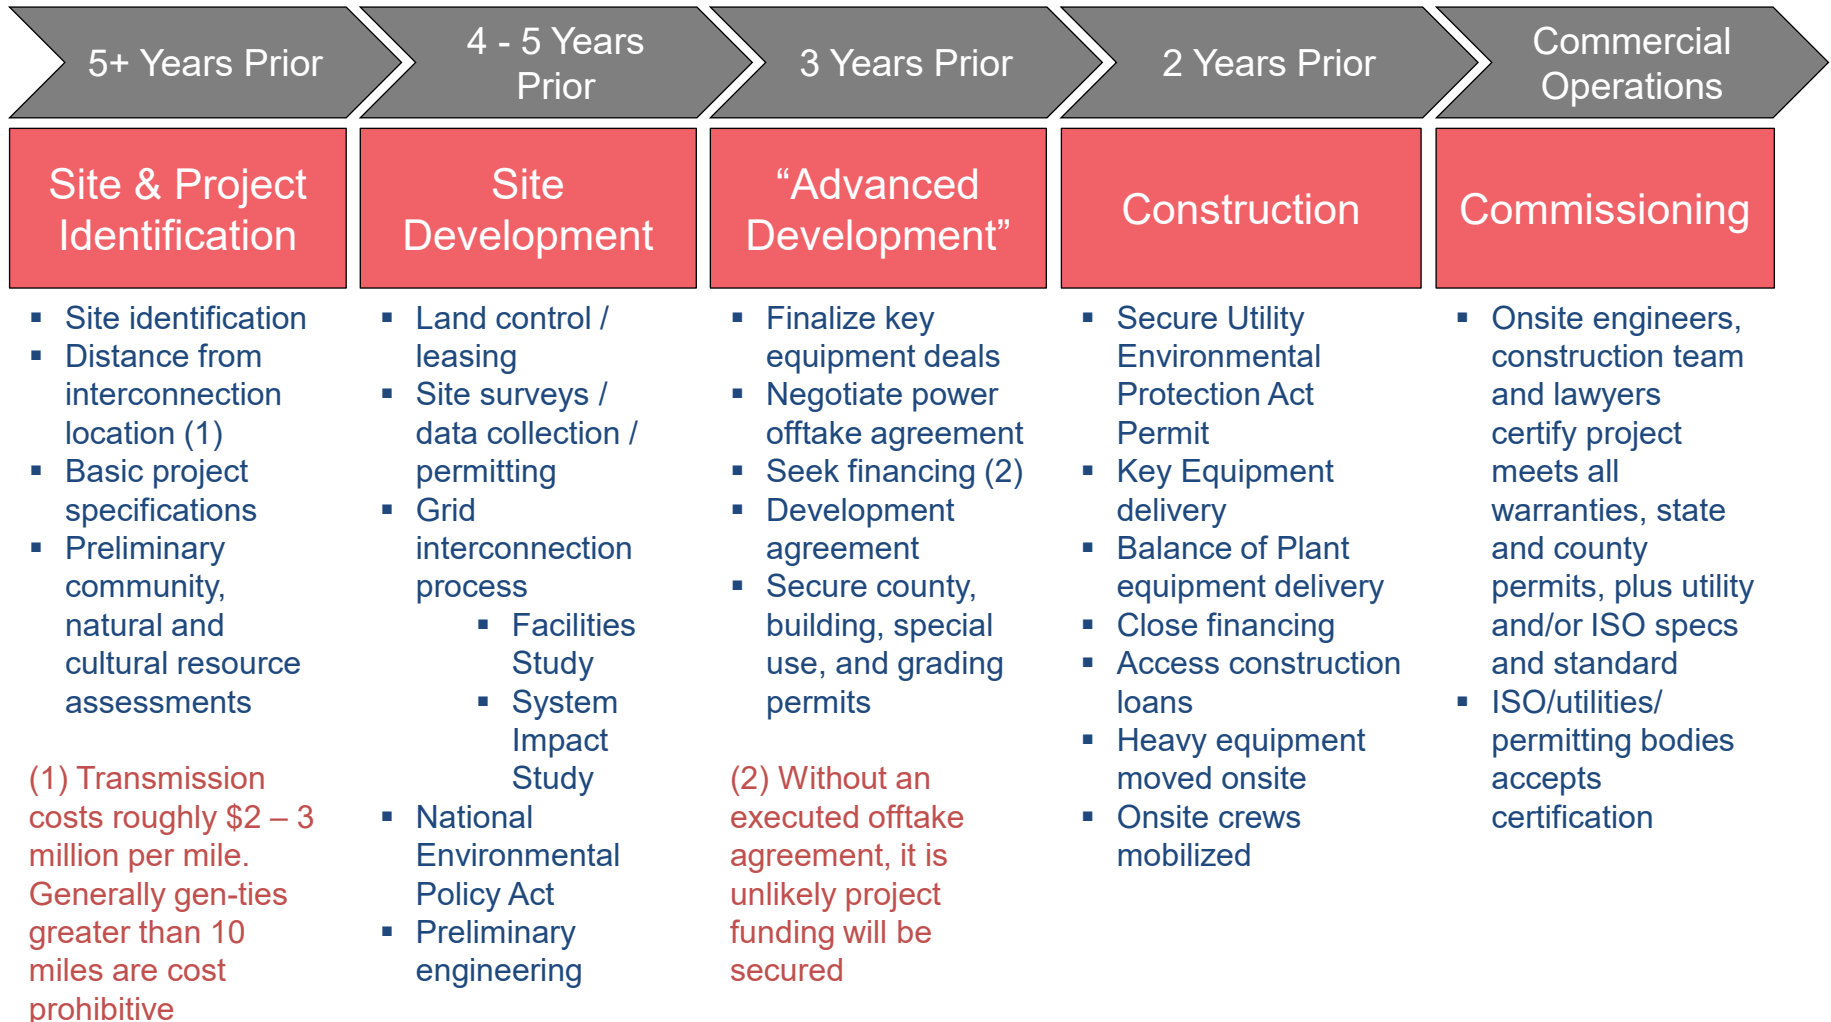 5+ Years Prior
4 - 5 Years
Prior
3 Years Prior
2 Years Prior
Commercial
Operations
Site & Project
Identification
Site
Development
“Advanced
Development”
Construction
Commissioning
▪ Site identification
▪ Distance from
interconnection
location (1)
▪ Basic project
specifications
▪ Preliminary
community,
natural and
cultural resource
assessments
(1) Transmission
costs roughly $2 – 3
million per mile.
Generally gen-ties
greater than 10
miles are cost
prohibitive
▪ Land control /
leasing
▪ Site surveys /
data collection /
permitting
▪ Grid
interconnection
process
▪ Facilities
Study
▪ System
Impact
Study
▪ National
Environmental
Policy Act
▪ Preliminary
engineering
▪ Finalize key
equipment deals
▪ Negotiate power
offtake agreement
▪ Seek financing (2)
▪ Development
agreement
▪ Secure county,
building, special
use, and grading
permits
(2) Without an
executed offtake
agreement, it is
unlikely project
funding will be
secured
▪ Secure Utility
Environmental
Protection Act
Permit
▪ Key Equipment
delivery
▪ Balance of Plant
equipment delivery
▪ Close financing
▪ Access construction
loans
▪ Heavy equipment
moved onsite
▪ Onsite crews
mobilized
▪ Onsite engineers,
construction team
and lawyers
certify project
meets all
warranties, state
and county
permits, plus utility
and/or ISO specs
and standard
▪ ISO/utilities/
permitting bodies
accepts
certification